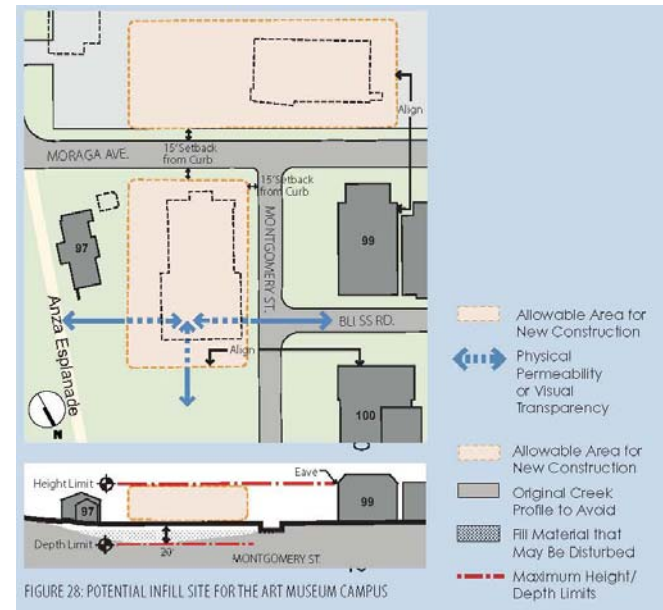 Align
MORAGA AVE.
15' Setback
from Curb
15' Setback
from Curb
MONTGOMERY ST.
97
99
Anza Esplanade
BLISS RD.
Align
100
N
Allowable Area for
New Construction
Physical
Permeability
or Visual
Transparency
Height Limit
Eave
97
99
Depth Limit
20'
MONTGOMERY ST.
Allowable Area for
New Construction
Original Creek
Profile to Avoid
Fill Material that
May Be Disturbed
Maximum Height/
Depth Limits
FIGURE 28: POTENTIAL INFILL SITE FOR THE ART MUSEUM CAMPUS